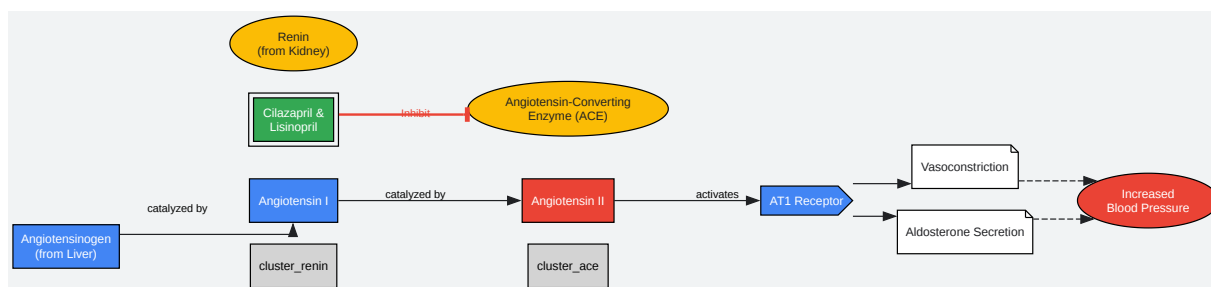 Renin
(from Kidney)
Cilazapril &
Lisinopril
Inhibit
Angiotensin-Converting
Enzyme (ACE)
Vasoconstriction
Angiotensin I
catalyzed by
Angiotensin II
activates
AT1 Receptor
Increased
Blood Pressure
catalyzed by
Angiotensinogen
(from Liver)
Aldosterone Secretion
cluster_renin
cluster_ace